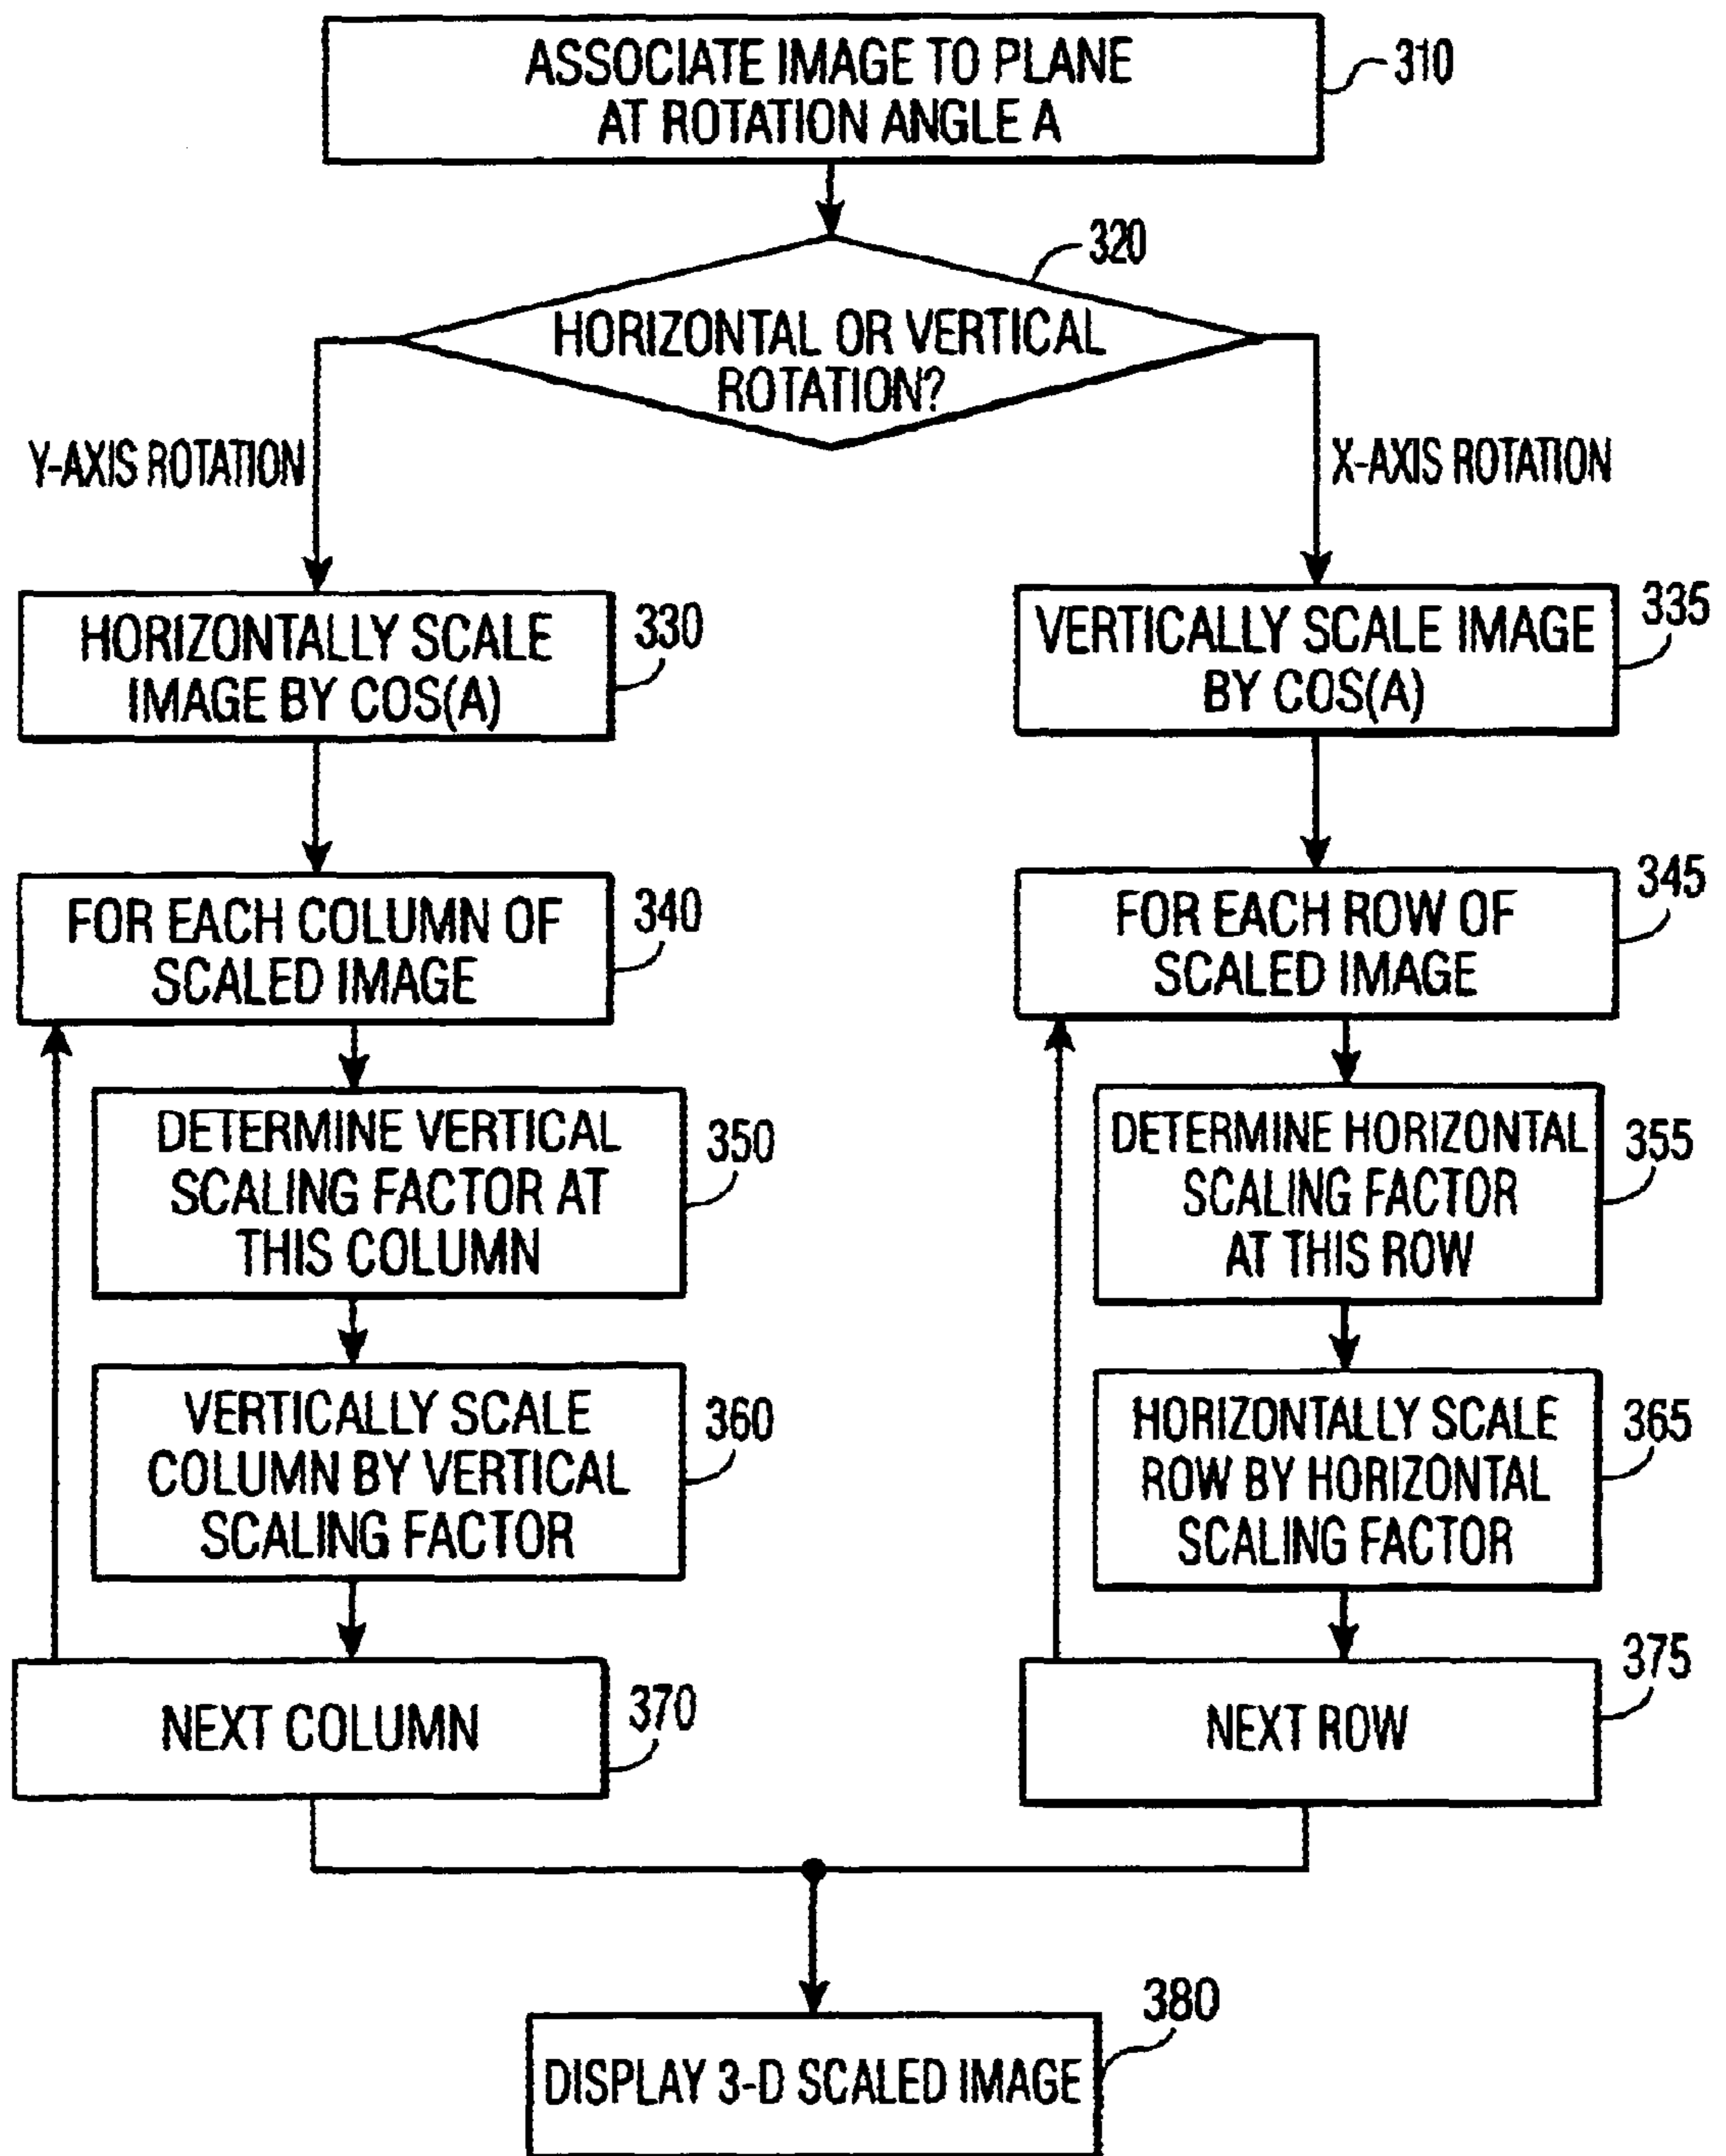 ASSOCIATE IMAGE TO PLANE
AT ROTATION ANGLE A
310
320
HORIZONTAL OR VERTICAL
ROTATION?
Y-AXIS ROTATION
X-AXIS ROTATION
HORIZONTALLY SCALE
IMAGE BY COS(A)
330
VERTICALLY SCALE IMAGE
BY COS(A)
335
FOR EACH COLUMN OF
SCALED IMAGE
340
FOR EACH ROW OF
SCALED IMAGE
345
DETERMINE VERTICAL
SCALING FACTOR AT
THIS COLUMN
350
DETERMINE HORIZONTAL
SCALING FACTOR
AT THIS ROW
355
VERTICALLY SCALE
COLUMN BY VERTICAL
SCALING FACTOR
360
HORIZONTALLY SCALE
ROW BY HORIZONTAL
SCALING FACTOR
365
NEXT COLUMN
370
NEXT ROW
375
380
DISPLAY 3-D SCALED IMAGE